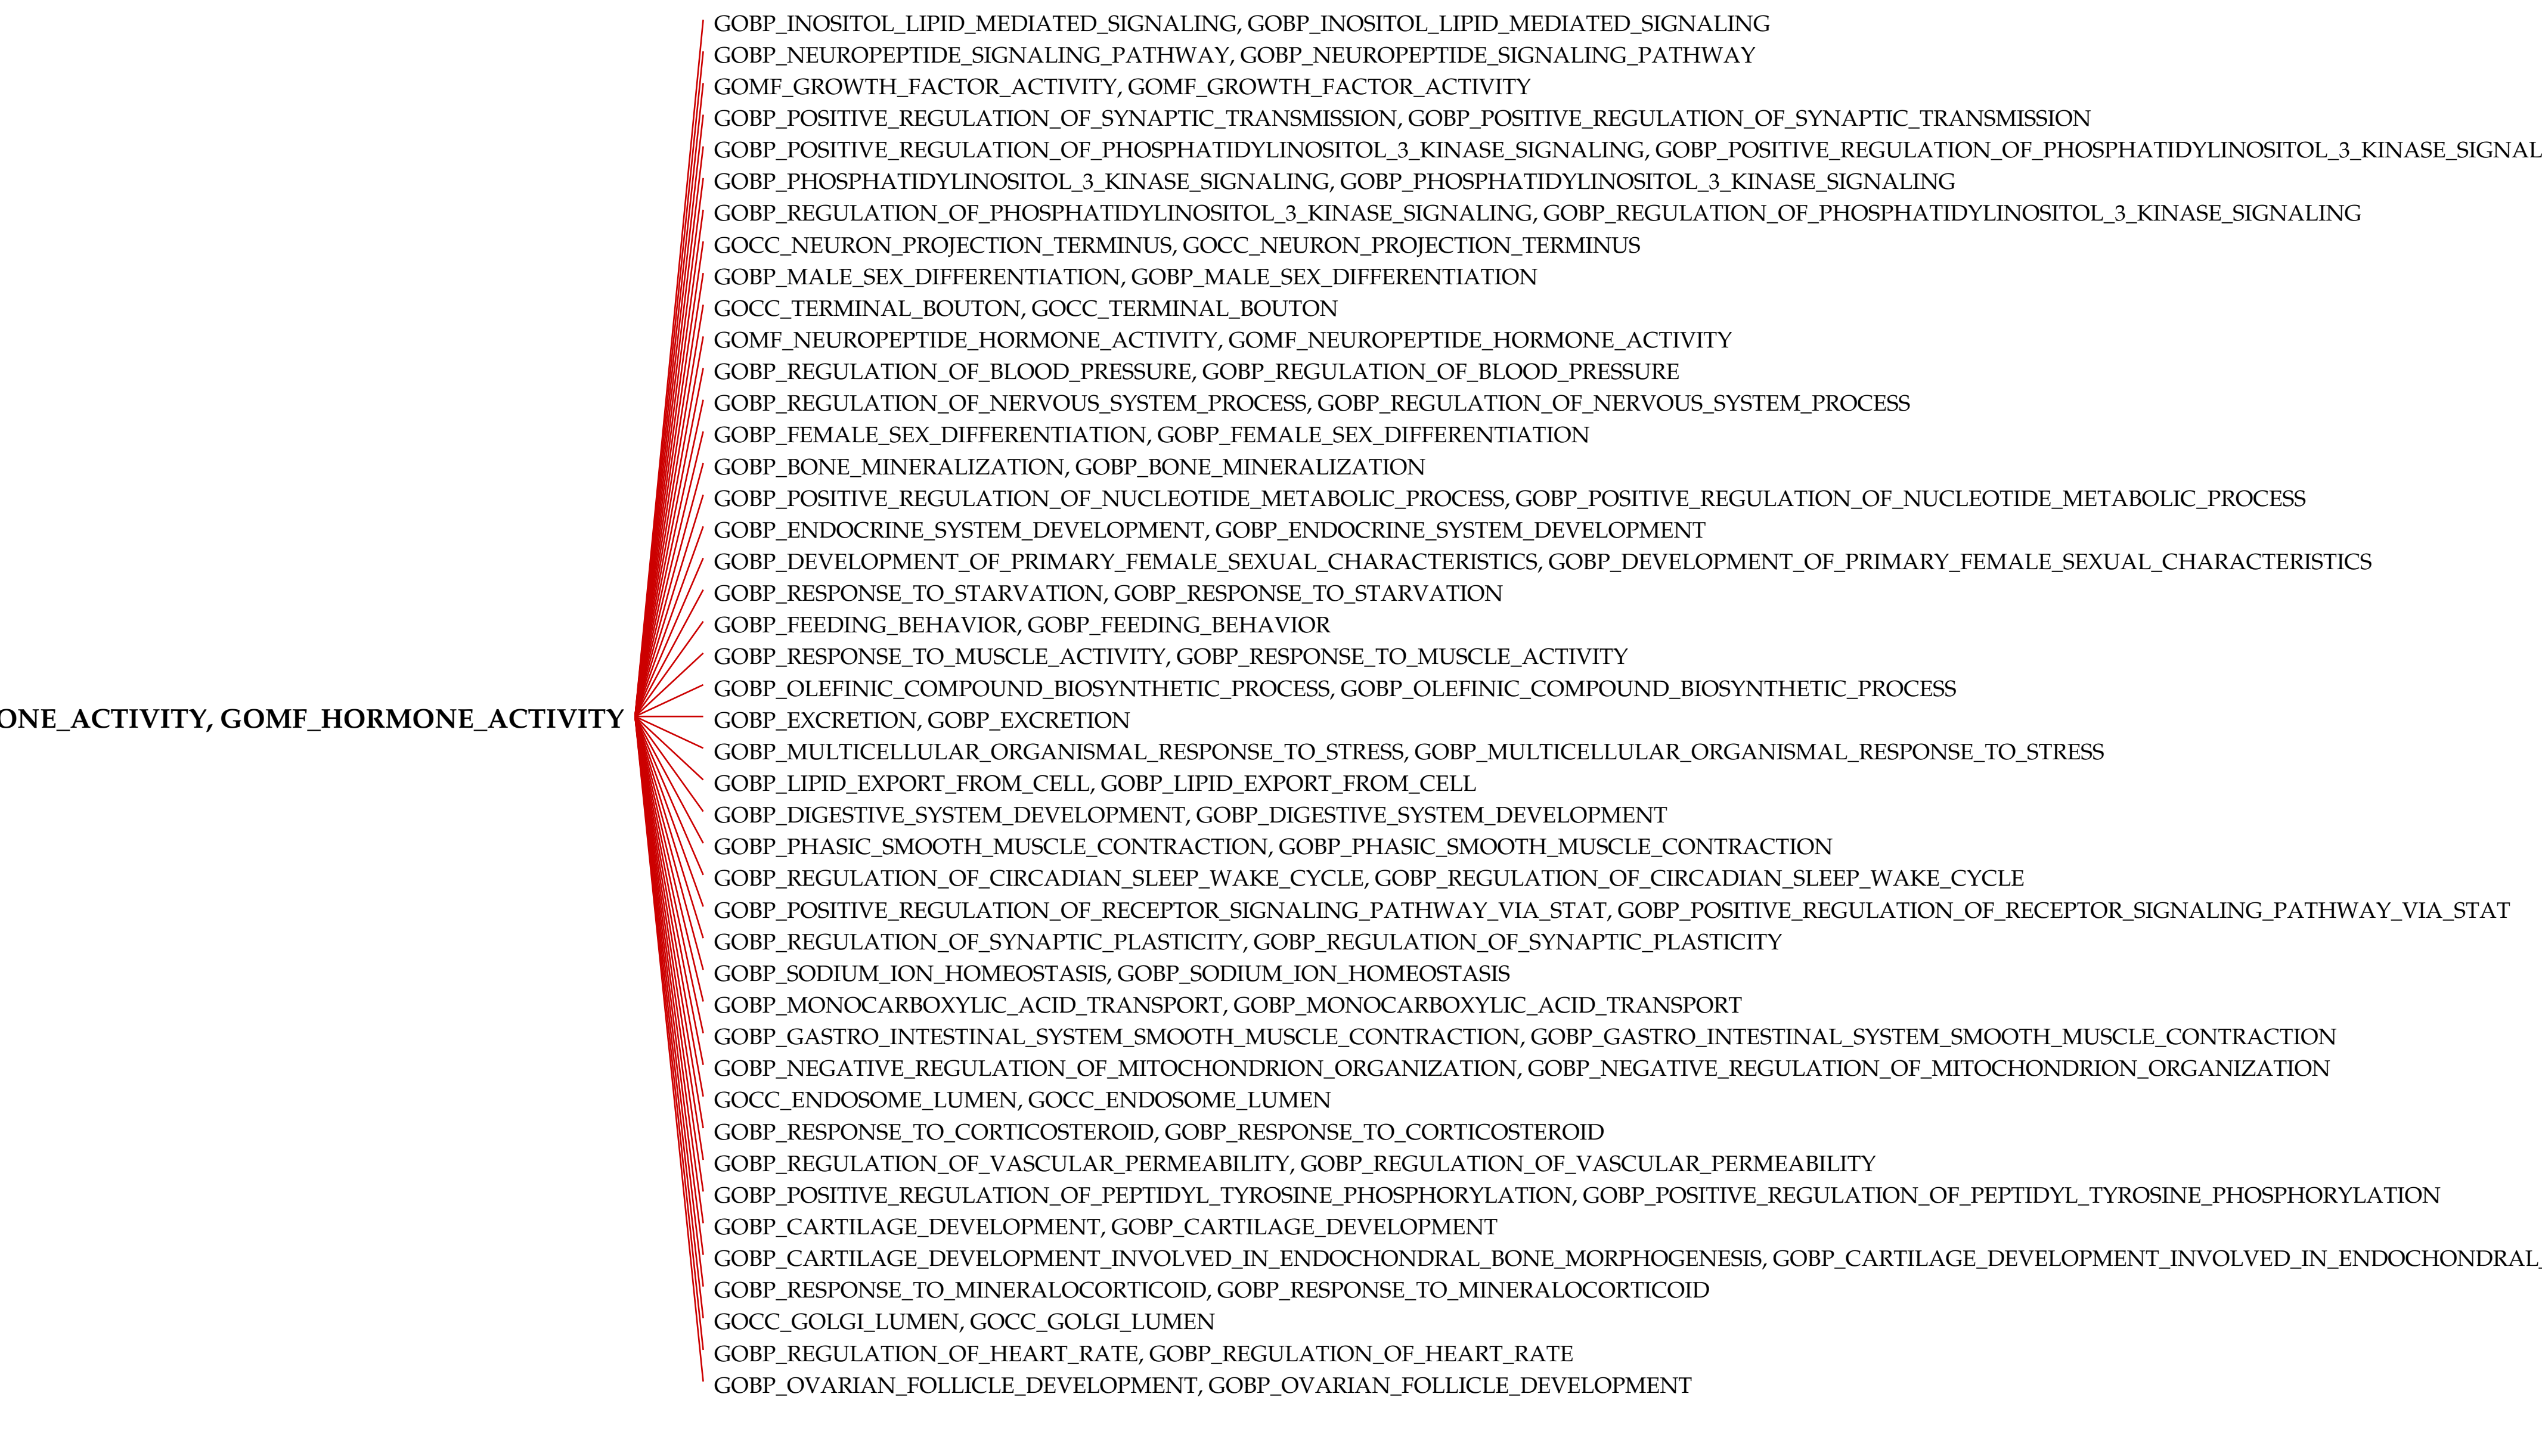 GOBP_INOSITOL_LIPID_MEDIATED_SIGNALING, GOBP_INOSITOL_LIPID_MEDIATED_SIGNALING
GOBP_NEUROPEPTIDE_SIGNALING_PATHWAY, GOBP_NEUROPEPTIDE_SIGNALING_PATHWAY
GOMF_GROWTH_FACTOR_ACTIVITY, GOMF_GROWTH_FACTOR_ACTIVITY
GOBP_POSITIVE_REGULATION_OF_SYNAPTIC_TRANSMISSION, GOBP_POSITIVE_REGULATION_OF_SYNAPTIC_TRANSMISSION
GOBP_POSITIVE_REGULATION_OF_PHOSPHATIDYLINOSITOL_3_KINASE_SIGNALING, GOBP_POSITIVE_REGULATION_OF_PHOSPHATIDYLINOSITOL_3_KINASE_SIGNAL
GOBP_PHOSPHATIDYLINOSITOL_3_KINASE_SIGNALING, GOBP_PHOSPHATIDYLINOSITOL_3_KINASE_SIGNALING
GOBP_REGULATION_OF_PHOSPHATIDYLINOSITOL_3_KINASE_SIGNALING, GOBP_REGULATION_OF_PHOSPHATIDYLINOSITOL_3_KINASE_SIGNALING
GOCC_NEURON_PROJECTION_TERMINUS, GOCC_NEURON_PROJECTION_TERMINUS
GOBP_MALE_SEX_DIFFERENTIATION, GOBP_MALE_SEX_DIFFERENTIATION
GOCC_TERMINAL_BOUTON, GOCC_TERMINAL_BOUTON
GOMF_NEUROPEPTIDE_HORMONE_ACTIVITY, GOMF_NEUROPEPTIDE_HORMONE_ACTIVITY
GOBP_REGULATION_OF_BLOOD_PRESSURE, GOBP_REGULATION_OF_BLOOD_PRESSURE
GOBP_REGULATION_OF_NERVOUS_SYSTEM_PROCESS, GOBP_REGULATION_OF_NERVOUS_SYSTEM_PROCESS
GOBP_FEMALE_SEX_DIFFERENTIATION, GOBP_FEMALE_SEX_DIFFERENTIATION
GOBP_BONE_MINERALIZATION, GOBP_BONE_MINERALIZATION
GOBP_POSITIVE_REGULATION_OF_NUCLEOTIDE_METABOLIC_PROCESS, GOBP_POSITIVE_REGULATION_OF_NUCLEOTIDE_METABOLIC_PROCESS
GOBP_ENDOCRINE_SYSTEM_DEVELOPMENT, GOBP_ENDOCRINE_SYSTEM_DEVELOPMENT
GOBP_DEVELOPMENT_OF_PRIMARY_FEMALE_SEXUAL_CHARACTERISTICS, GOBP_DEVELOPMENT_OF_PRIMARY_FEMALE_SEXUAL_CHARACTERISTICS
GOBP_RESPONSE_TO_STARVATION, GOBP_RESPONSE_TO_STARVATION
GOBP_FEEDING_BEHAVIOR, GOBP_FEEDING_BEHAVIOR
GOBP_RESPONSE_TO_MUSCLE_ACTIVITY, GOBP_RESPONSE_TO_MUSCLE_ACTIVITY
GOBP_OLEFINIC_COMPOUND_BIOSYNTHETIC_PROCESS, GOBP_OLEFINIC_COMPOUND_BIOSYNTHETIC_PROCESS
ONE_ACTIVITY, GOMF_HORMONE_ACTIVITY
GOBP_EXCRETION, GOBP_EXCRETION
GOBP_MULTICELLULAR_ORGANISMAL_RESPONSE_TO_STRESS, GOBP_MULTICELLULAR_ORGANISMAL_RESPONSE_TO_STRESS
GOBP_LIPID_EXPORT_FROM_CELL, GOBP_LIPID_EXPORT_FROM_CELL
GOBP_DIGESTIVE_SYSTEM_DEVELOPMENT, GOBP_DIGESTIVE_SYSTEM_DEVELOPMENT
GOBP_PHASIC_SMOOTH_MUSCLE_CONTRACTION, GOBP_PHASIC_SMOOTH_MUSCLE_CONTRACTION
GOBP_REGULATION_OF_CIRCADIAN_SLEEP_WAKE_CYCLE, GOBP_REGULATION_OF_CIRCADIAN_SLEEP_WAKE_CYCLE
GOBP_POSITIVE_REGULATION_OF_RECEPTOR_SIGNALING_PATHWAY_VIA_STAT, GOBP_POSITIVE_REGULATION_OF_RECEPTOR_SIGNALING_PATHWAY_VIA_STAT
GOBP_REGULATION_OF_SYNAPTIC_PLASTICITY, GOBP_REGULATION_OF_SYNAPTIC_PLASTICITY
GOBP_SODIUM_ION_HOMEOSTASIS, GOBP_SODIUM_ION_HOMEOSTASIS
GOBP_MONOCARBOXYLIC_ACID_TRANSPORT, GOBP_MONOCARBOXYLIC_ACID_TRANSPORT
GOBP_GASTRO_INTESTINAL_SYSTEM_SMOOTH_MUSCLE_CONTRACTION, GOBP_GASTRO_INTESTINAL_SYSTEM_SMOOTH_MUSCLE_CONTRACTION
GOBP_NEGATIVE_REGULATION_OF_MITOCHONDRION_ORGANIZATION, GOBP_NEGATIVE_REGULATION_OF_MITOCHONDRION_ORGANIZATION
GOCC_ENDOSOME_LUMEN, GOCC_ENDOSOME_LUMEN
GOBP_RESPONSE_TO_CORTICOSTEROID, GOBP_RESPONSE_TO_CORTICOSTEROID
GOBP_REGULATION_OF_VASCULAR_PERMEABILITY, GOBP_REGULATION_OF_VASCULAR_PERMEABILITY
GOBP_POSITIVE_REGULATION_OF_PEPTIDYL_TYROSINE_PHOSPHORYLATION, GOBP_POSITIVE_REGULATION_OF_PEPTIDYL_TYROSINE_PHOSPHORYLATION
GOBP_CARTILAGE_DEVELOPMENT, GOBP_CARTILAGE_DEVELOPMENT
GOBP_CARTILAGE_DEVELOPMENT_INVOLVED_IN_ENDOCHONDRAL_BONE_MORPHOGENESIS, GOBP_CARTILAGE_DEVELOPMENT_INVOLVED_IN_ENDOCHONDRAL_
GOBP_RESPONSE_TO_MINERALOCORTICOID, GOBP_RESPONSE_TO_MINERALOCORTICOID
GOCC_GOLGI_LUMEN, GOCC_GOLGI_LUMEN
GOBP_REGULATION_OF_HEART_RATE, GOBP_REGULATION_OF_HEART_RATE
GOBP_OVARIAN_FOLLICLE_DEVELOPMENT, GOBP_OVARIAN_FOLLICLE_DEVELOPMENT